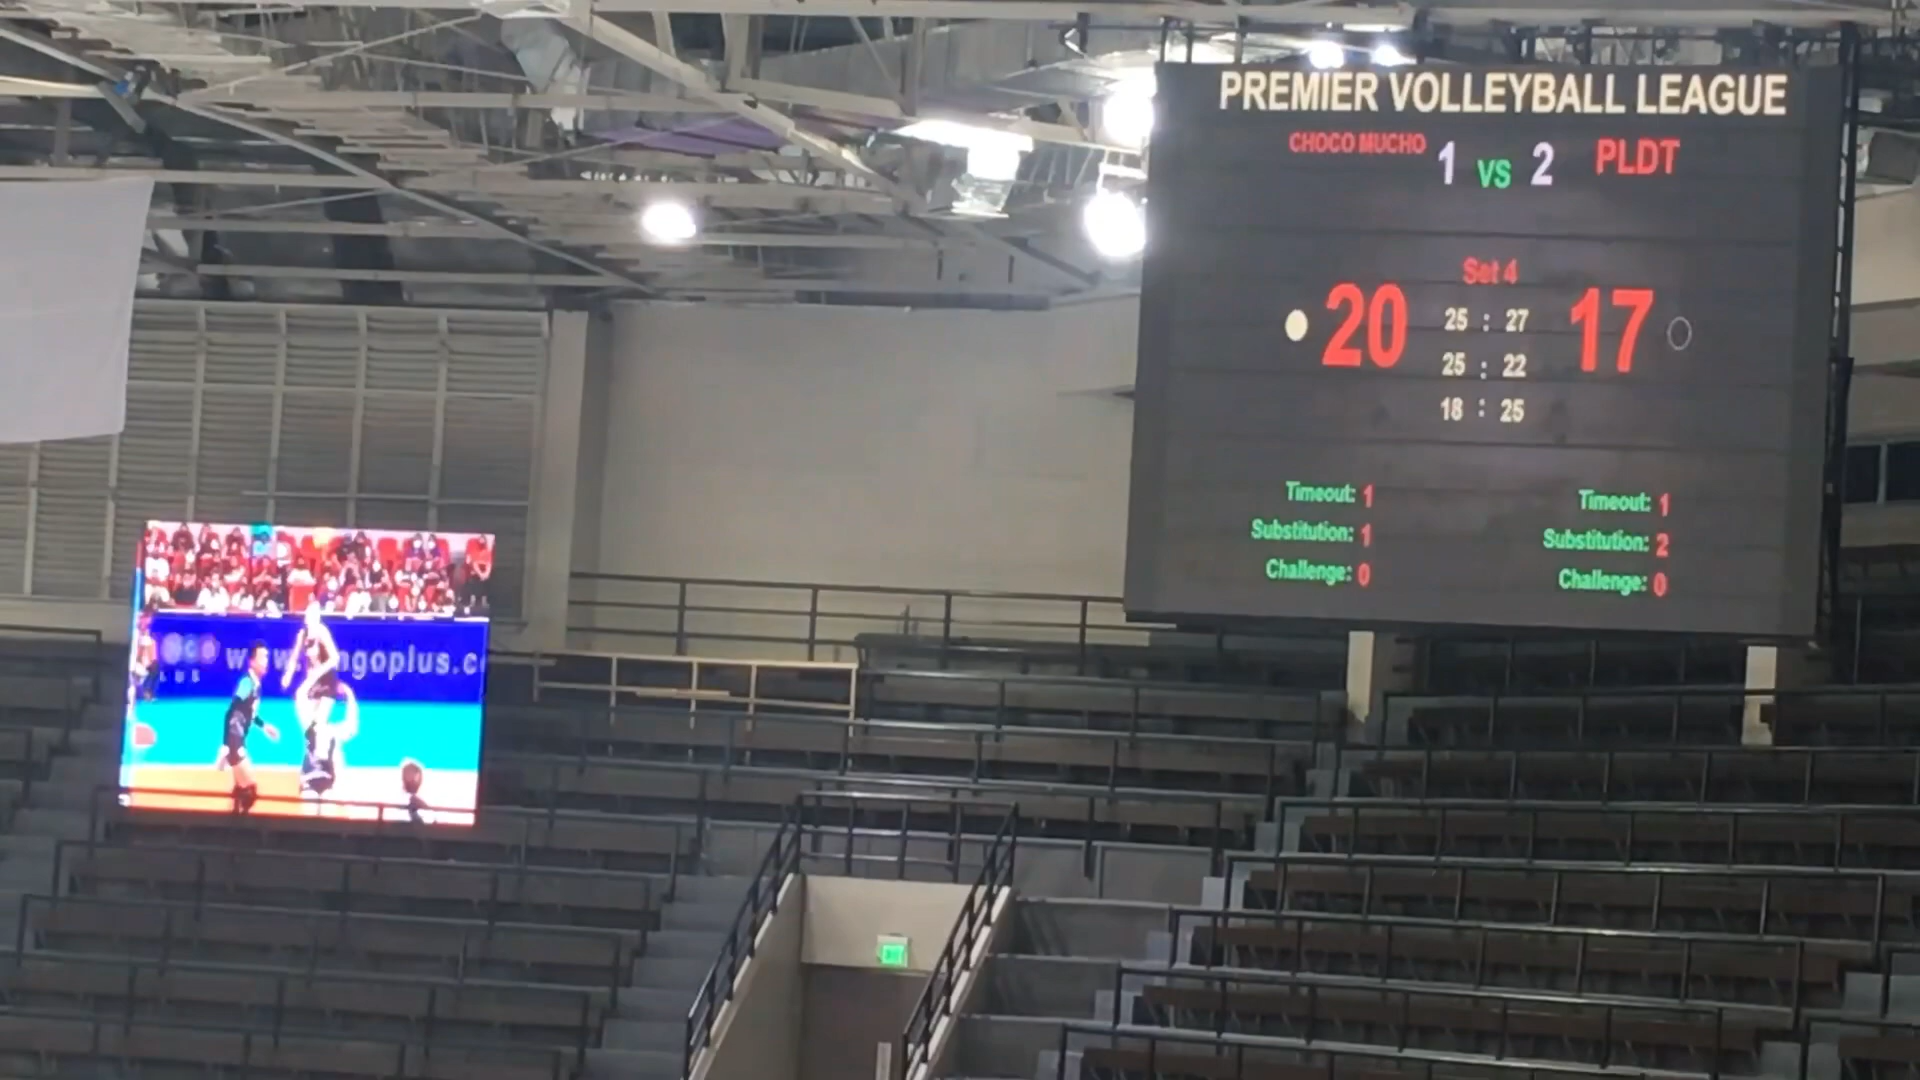 PREMIER VOLLEYBALL LEAGUE
CHOCO MUCHO 1 VS 2 PLDT
Set 4
20 25 : 27 17
25 : 22
18 : 25
Timeout: 1 Timeout: 1
Substitution: 1 Substitution: 2
Challenge: 0 Challenge: 0
ngoplus.c